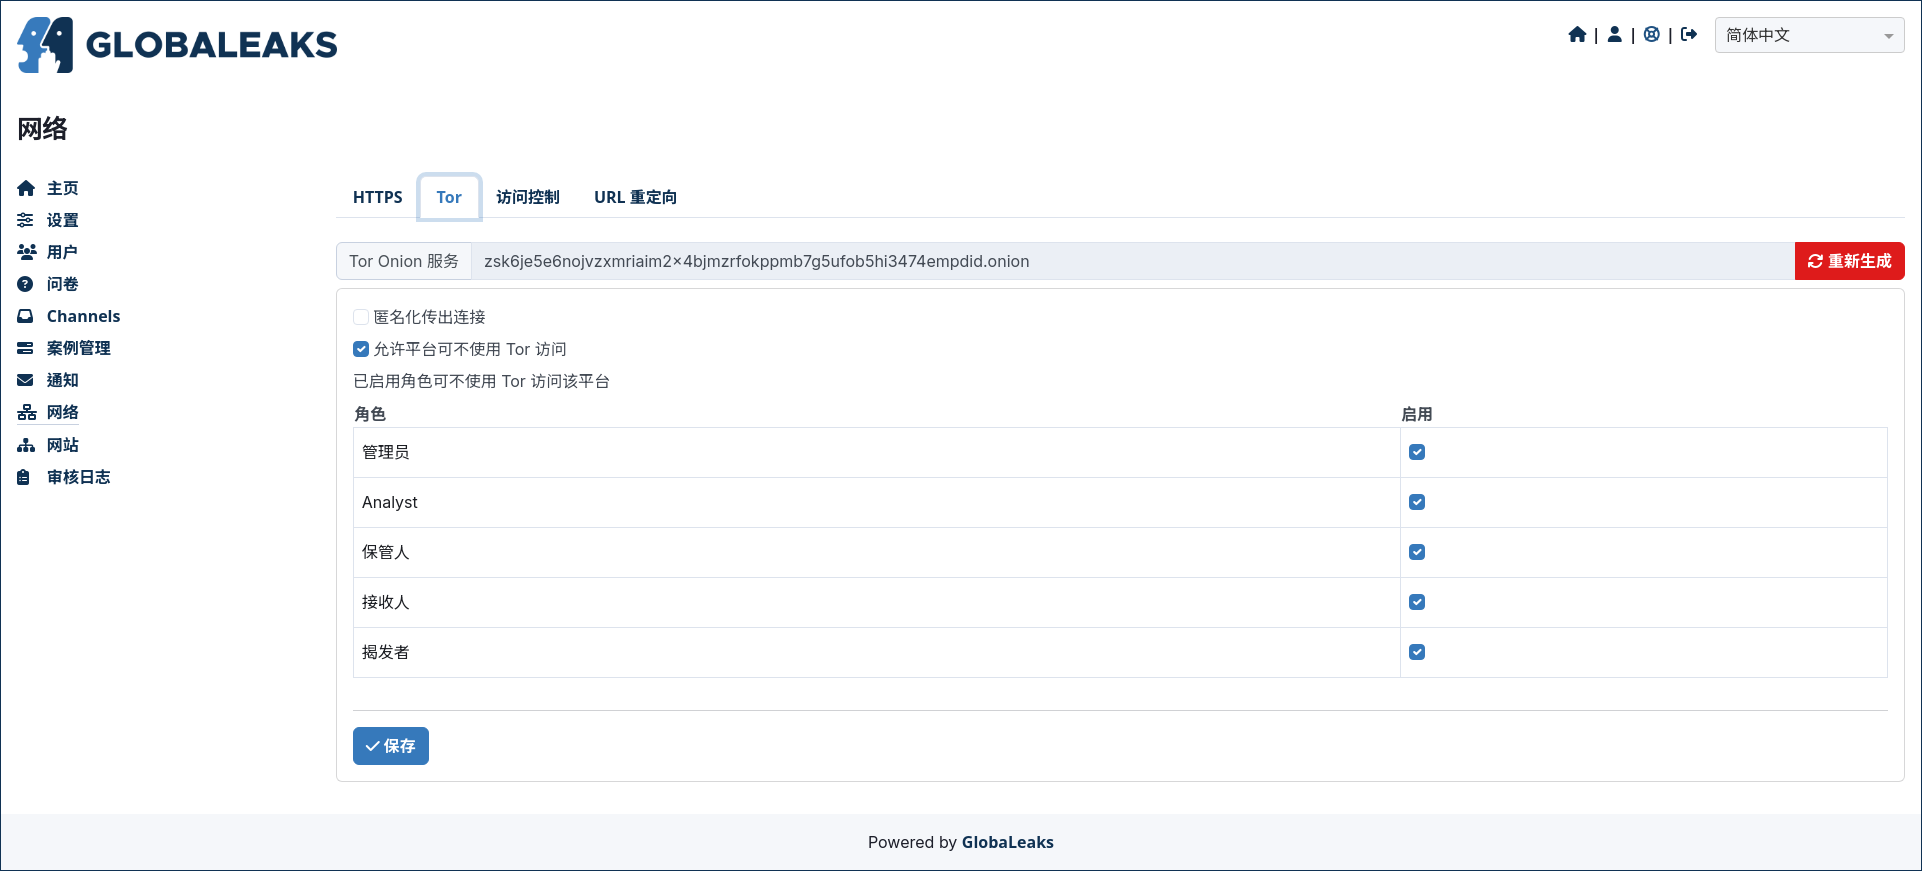 GLOBALEAKS
| | |
简体中文
网络
主页
设置
用户
问卷
Channels
案例管理
通知
网络
网站
审核日志
HTTPS Tor 访问控制 URL 重定向
Tor Onion 服务 zsk6je5e6nojvzxmriaim2x4bjmzrfokppmb7g5ufob5hi3474empdid.onion 重新生成
匿名化传出连接
允许平台可不使用 Tor 访问
已启用角色可不使用 Tor 访问该平台
角色 启用
管理员
Analyst
保管人
接收人
揭发者
保存
Powered by GlobaLeaks